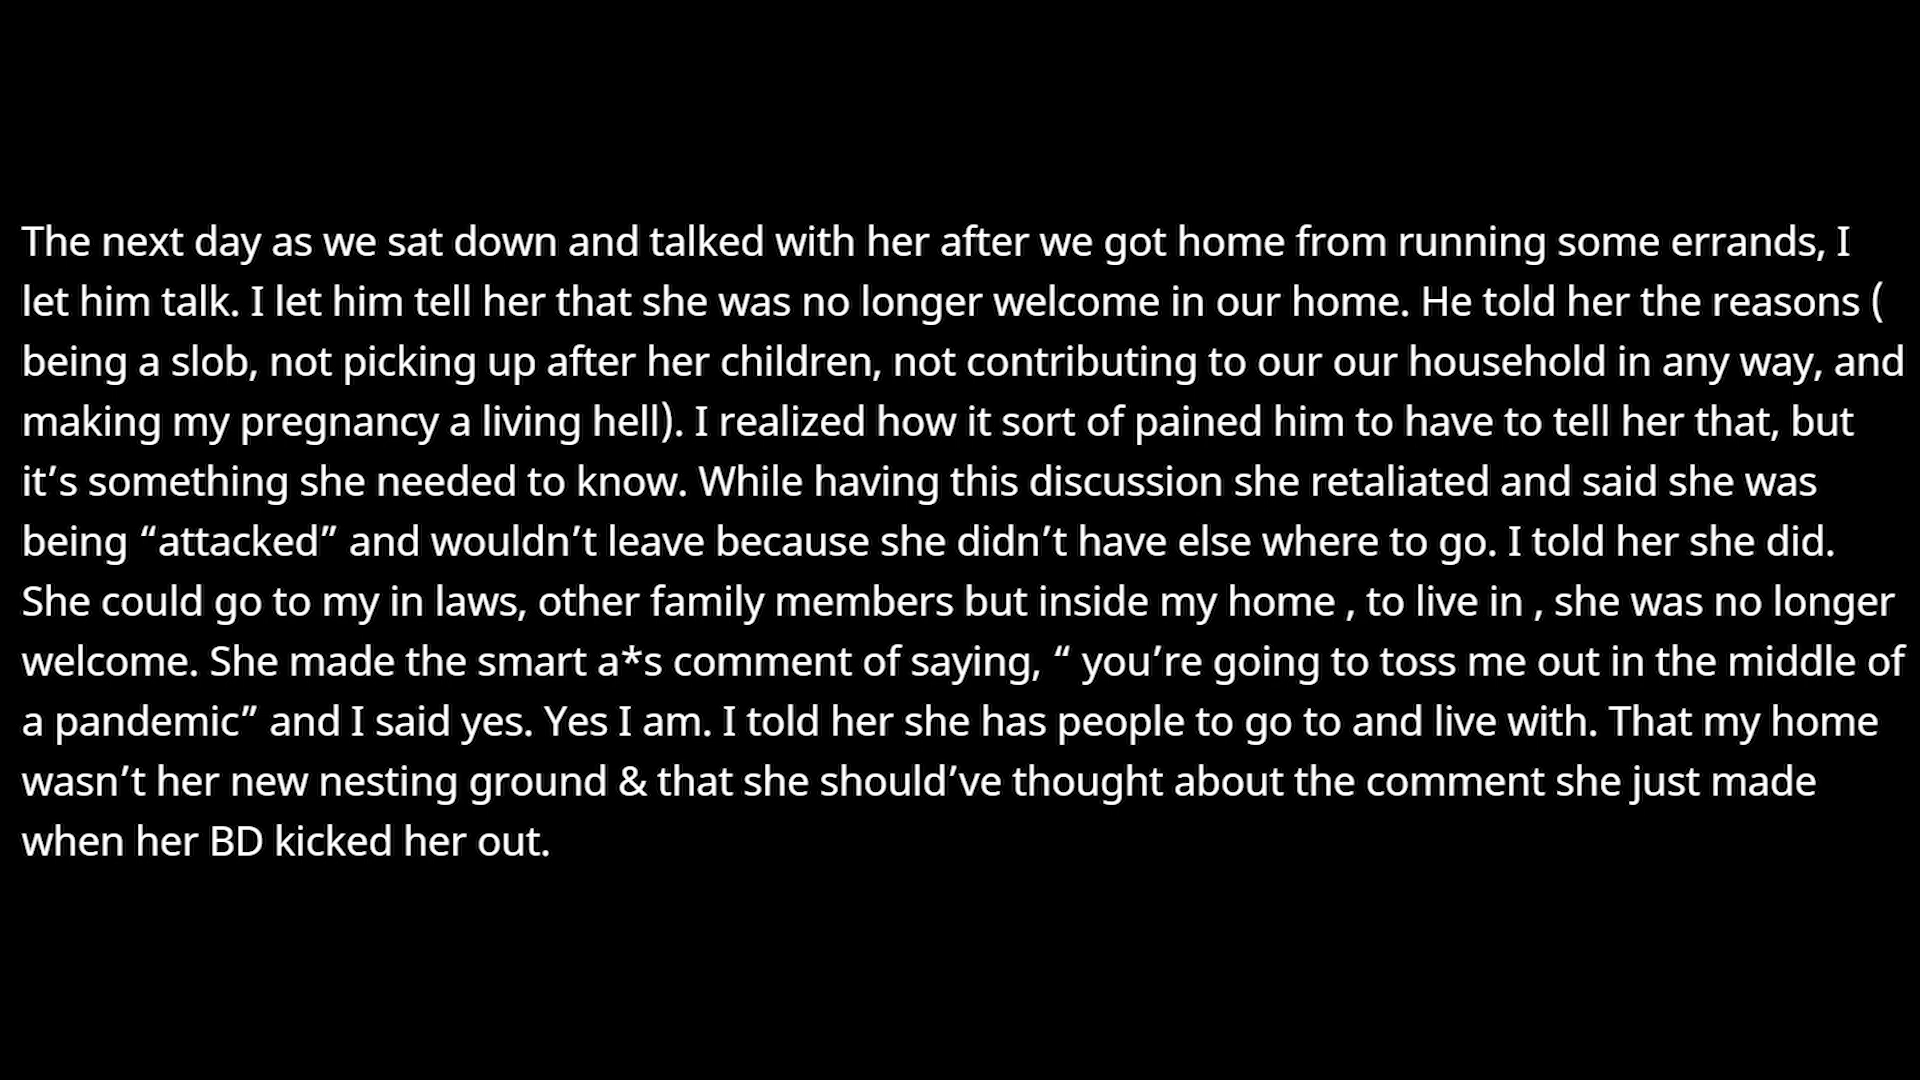 The next day as we sat down and talked with her after we got home from running some errands, I
let him talk. I let him tell her that she was no longer welcome in our home. He told her the reasons (
being a slob, not picking up after her children, not contributing to our our household in any way, and
making my pregnancy a living hell). I realized how it sort of pained him to have to tell her that, but
it’s something she needed to know. While having this discussion she retaliated and said she was
being “attacked” and wouldn’t leave because she didn’t have else where to go. I told her she did.
She could go to my in laws, other family members but inside my home , to live in , she was no longer
welcome. She made the smart a*s comment of saying, “ you’re going to toss me out in the middle of
a pandemic” and I said yes. Yes I am. I told her she has people to go to and live with. That my home
wasn’t her new nesting ground & that she should’ve thought about the comment she just made
when her BD kicked her out.